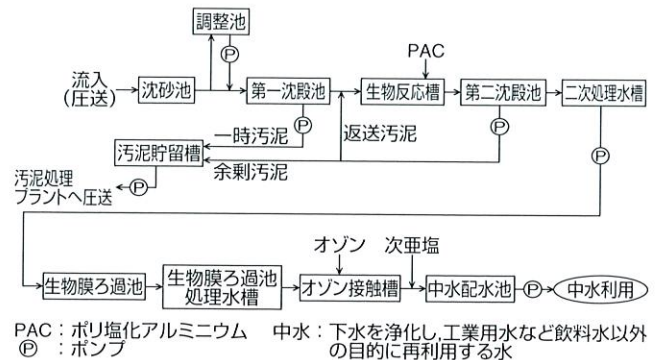 調整池
Ⓟ
PAC
流入
(圧送)
沈砂池
第一沈殿池
生物反応槽
第二沈殿池
二次処理水槽
Ⓟ
一時汚泥
返送汚泥
Ⓟ
Ⓟ
汚泥貯留槽
余剰汚泥
汚泥処理
プラントへ圧送
Ⓟ
オゾン
次亜塩
生物膜ろ過池
生物膜ろ過池
処理水槽
オゾン接触槽
中水配水池
Ⓟ
中水利用
PAC：ポリ塩化アルミニウム
Ⓟ：ポンプ
中水：下水を浄化し,工業用水など飲料水以外
の目的に再利用する水